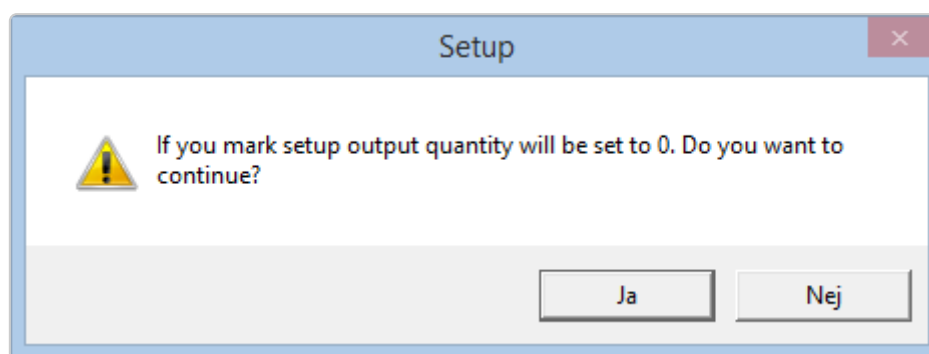 Setup
If you mark setup output quantity will be set to 0. Do you want to
continue?
Ja
Nej